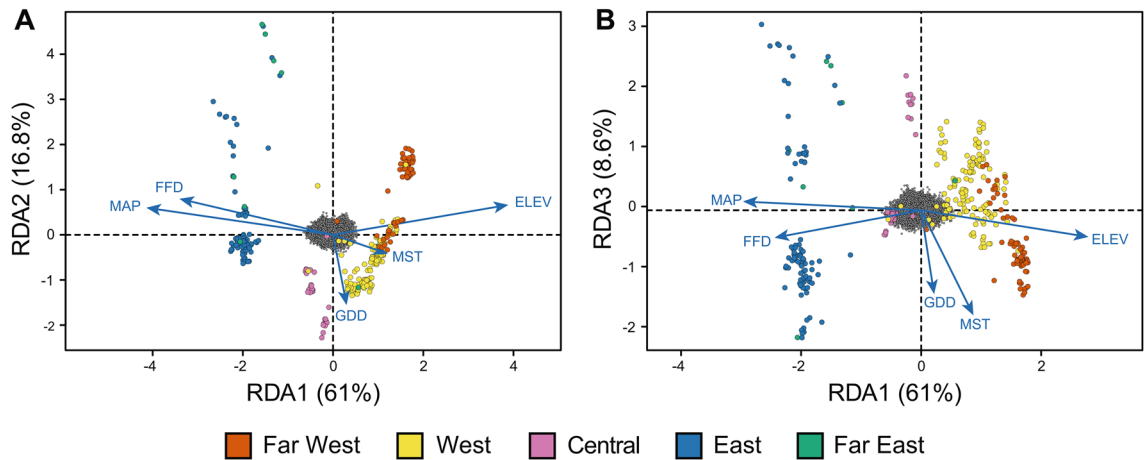 A
B
4
3
2
1
0
-1
-2
RDA2 (16.8%)
FFD
MAP
ELEV
MST
GDD
-4
-2
0
2
4
RDA1 (61%)
3
2
1
0
-1
-2
RDA3 (8.6%)
MAP
FFD
ELEV
GDD
MST
-4
-2
0
2
RDA1 (61%)
Far West
West
Central
East
Far East